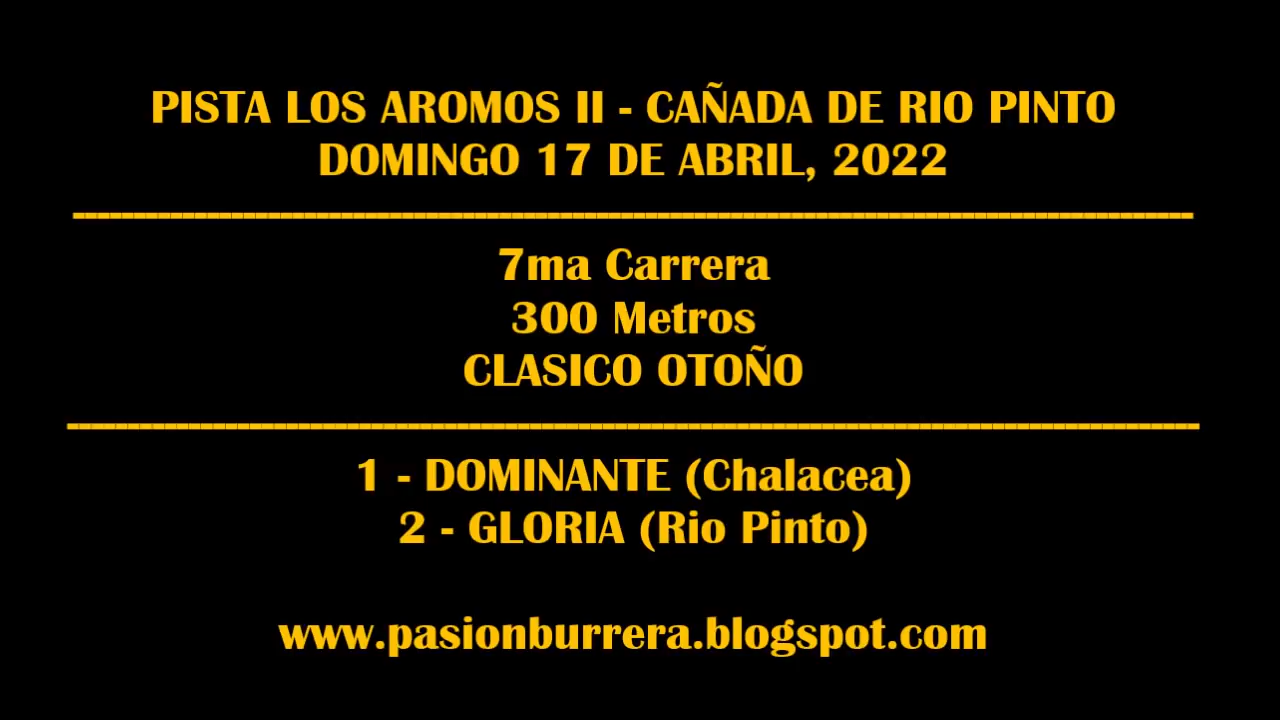 PISTA LOS AROMOS II - CAÑADA DE RIO PINTO
DOMINGO 17 DE ABRIL, 2022
7ma Carrera
300 Metros
CLASICO OTOÑO
1 - DOMINANTE (Chalacea)
2 - GLORIA (Rio Pinto)
www.pasionburrera.blogspot.com